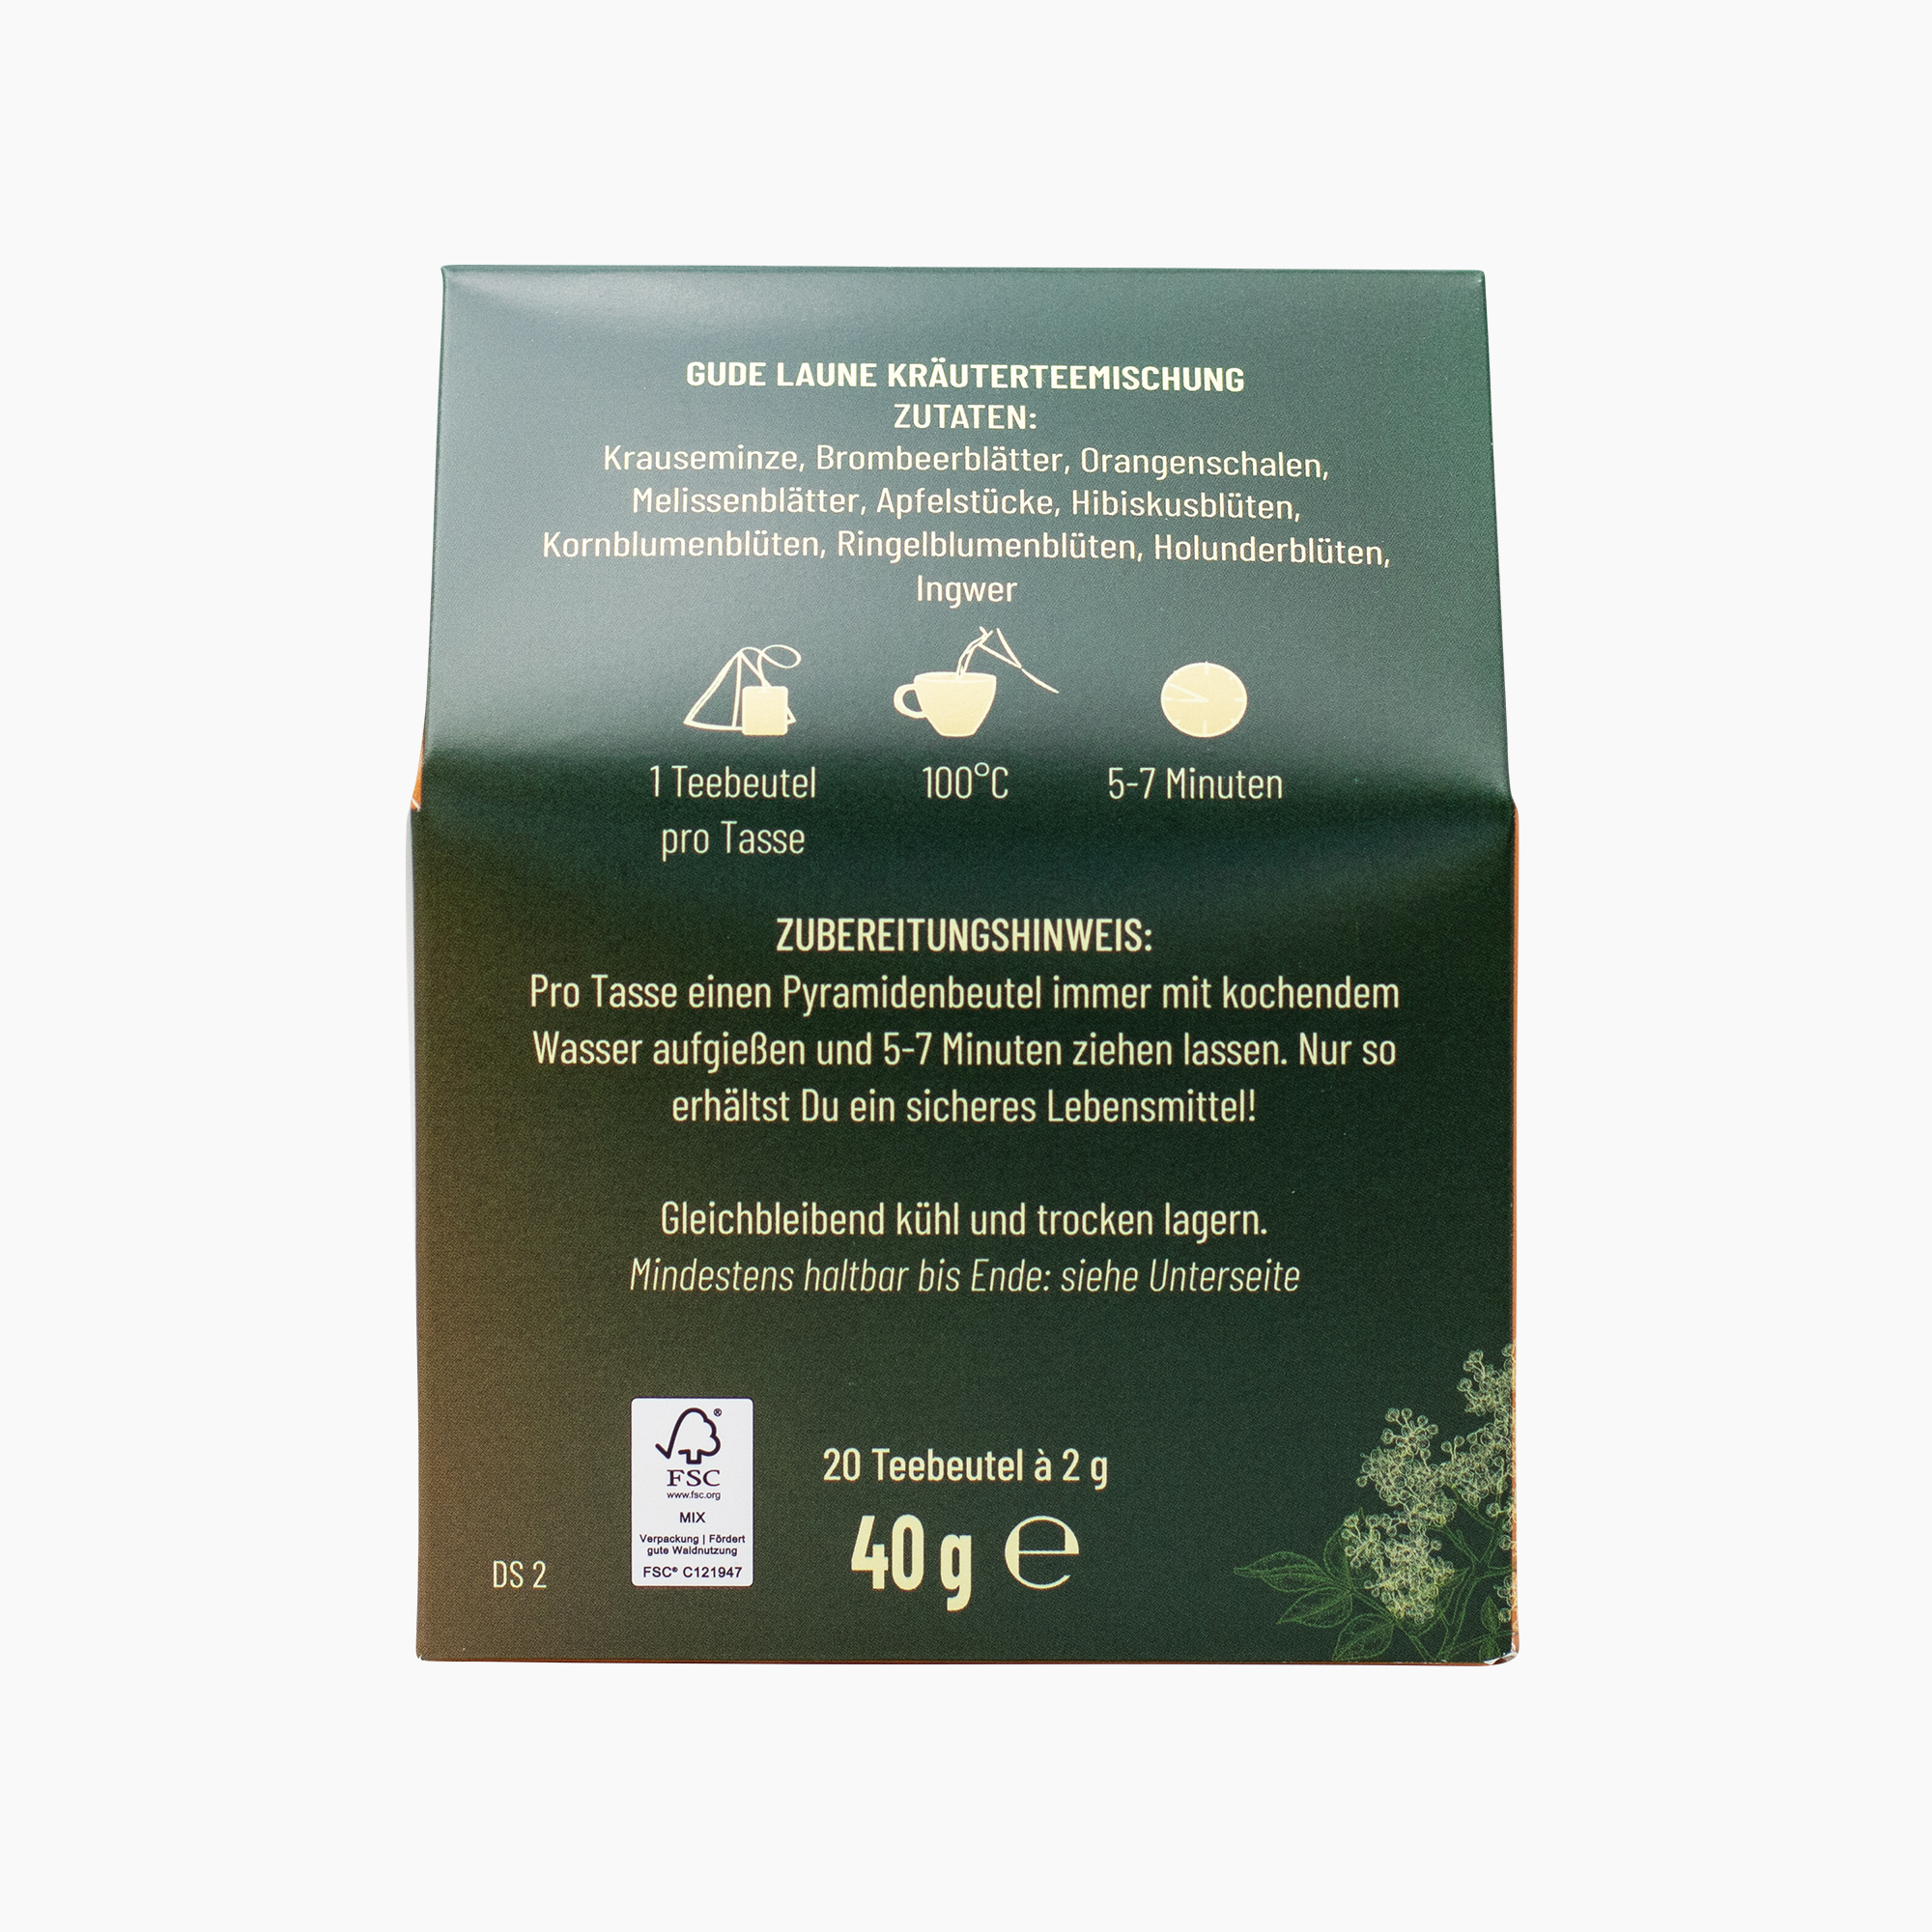 GUDE LAUNE KRÄUTERTEEMISCHUNG
ZUTATEN:
Krauseminze, Brombeerblätter, Orangenschalen,
Melissenblätter, Apfelstücke, Hibiskusblüten,
Kornblumenblüten, Ringelblumenblüten, Holunderblüten,
Ingwer
1 Teebeutel
pro Tasse
100°C
5-7 Minuten
ZUBEREITUNGSHINWEIS:
Pro Tasse einen Pyramidenbeutel immer mit kochendem
Wasser aufgießen und 5-7 Minuten ziehen lassen. Nur so
erhältst Du ein sicheres Lebensmittel!
Gleichbleibend kühl und trocken lagern.
Mindestens haltbar bis Ende: siehe Unterseite
DS 2
®
FSC
www.fsc.org
MIX
Verpackung | Fördert
gute Waldnutzung
FSC® C121947
20 Teebeutel à 2 g
40 g ℮